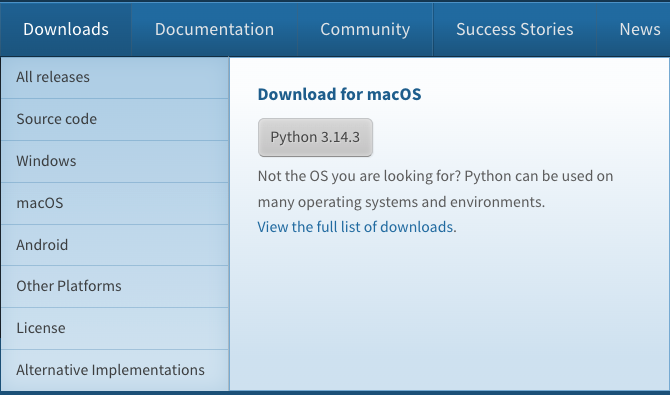 Downloads Documentation Community Success Stories News
All releases
Source code
Windows
macOS
Android
Other Platforms
License
Alternative Implementations
Download for macOS
Python 3.14.3
Not the OS you are looking for? Python can be used on
many operating systems and environments.
View the full list of downloads.